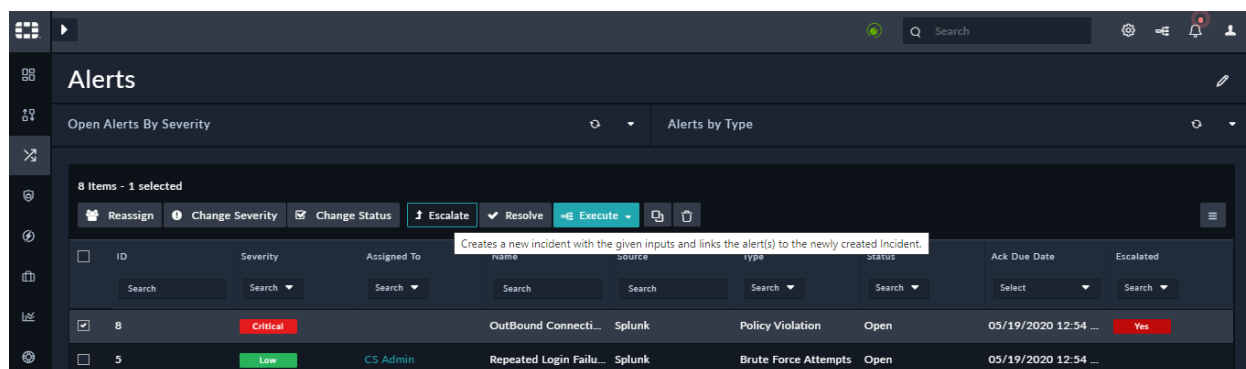 Search
Alerts
Open Alerts By Severity
Alerts by Type
8 Items - 1 selected
Reassign Change Severity Change Status Escalate Resolve Execute
Creates a new incident with the given inputs and links the alert(s) to the newly created Incident.
ID Severity Assigned To Name Source Type Status Ack Due Date Escalated
Search Search Search Search Search Search Search Select Search
8 Critical OutBound Connecti... Splunk Policy Violation Open 05/19/2020 12:54 ... Yes
5 Low CS Admin Repeated Login Failu... Splunk Brute Force Attempts Open 05/19/2020 12:54 ...